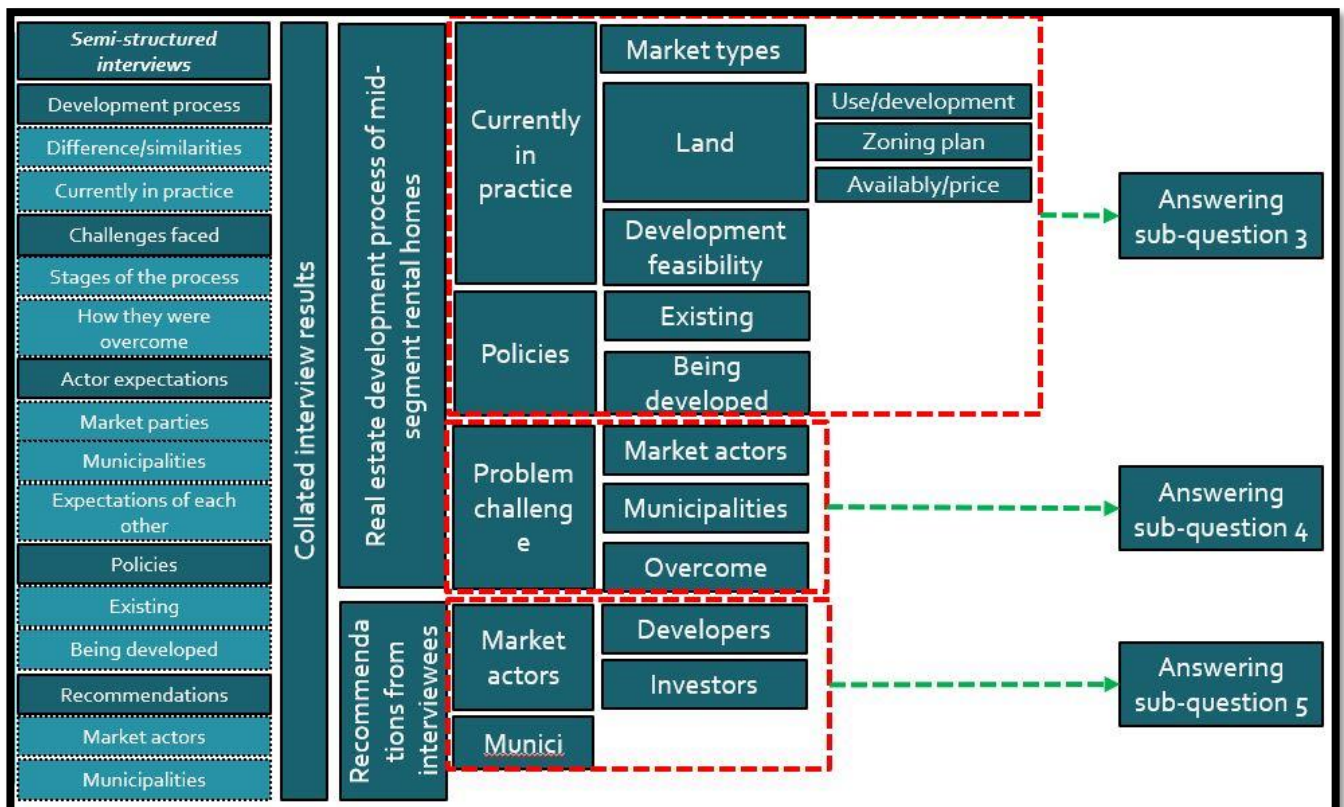 Semi-structured
interviews
Development process
Difference/similarities
Currently in practice
Challenges faced
Stages of the process
How they were
overcome
Actor expectations
Market parties
Municipalities
Expectations of each
other
Policies
Existing
Being developed
Recommendations
Market actors
Municipalities
Collated interview results
Real estate development process of mid-
segment rental homes
Recommenda
tions from
interviewees
Currently
in
practice
Market types
Land
Use/development
Zoning plan
Availably/price
Development
feasibility
Policies
Existing
Being
developed
Answering
sub-question 3
Problem
challeng
e
Market actors
Municipalities
Overcome
Answering
sub-question 4
Market
actors
Developers
Investors
Munici
Answering
sub-question 5